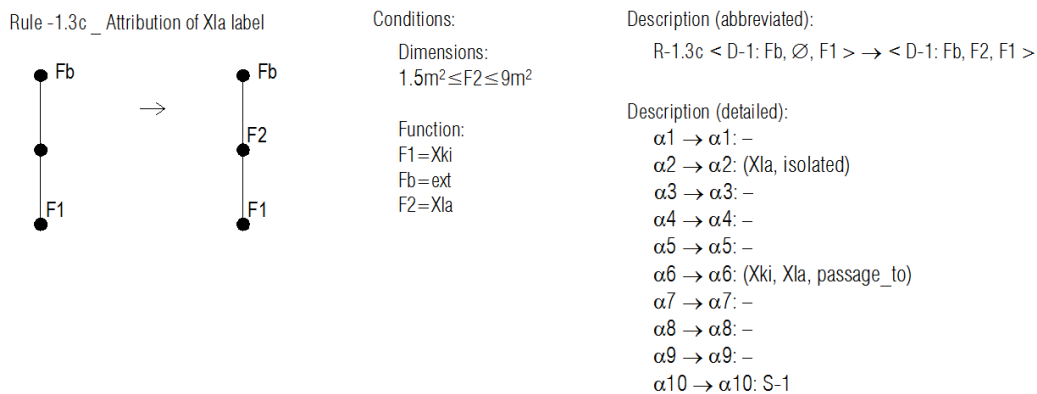 Rule -1.3c _ Attribution of Xla label
Fb
F1
Fb
F2
F1
Conditions:
Dimensions:
1.5m²≤F2≤9m²
Function:
F1=Xki
Fb=ext
F2=Xla
Description (abbreviated):
R-1.3c < D-1: Fb, ∅, F1 > → < D-1: Fb, F2, F1 >
Description (detailed):
α1 → α1: –
α2 → α2: (Xla, isolated)
α3 → α3: –
α4 → α4: –
α5 → α5: –
α6 → α6: (Xki, Xla, passage_to)
α7 → α7: –
α8 → α8: –
α9 → α9: –
α10 → α10: S-1